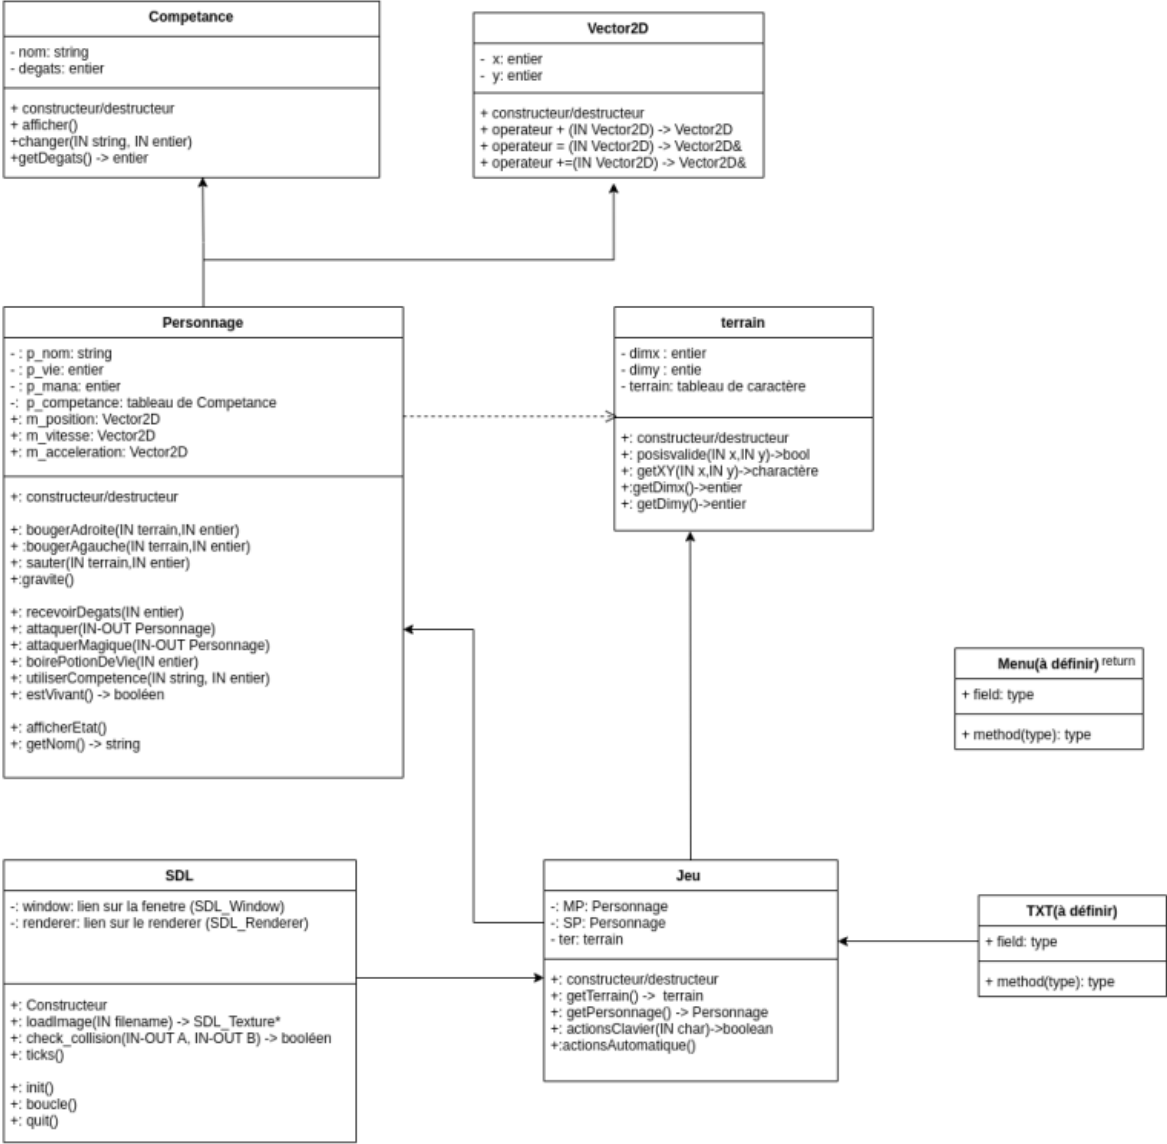 Competance
- nom: string
- degats: entier
+ constructeur/destructeur
+ afficher()
+changer(IN string, IN entier)
+getDegats() -> entier
Vector2D
- x: entier
- y: entier
+ constructeur/destructeur
+ operateur + (IN Vector2D) -> Vector2D
+ operateur = (IN Vector2D) -> Vector2D&
+ operateur +=(IN Vector2D) -> Vector2D&
Personnage
- : p_nom: string
- : p_vie: entier
- : p_mana: entier
-: p_competance: tableau de Competance
+: m_position: Vector2D
+: m_vitesse: Vector2D
+: m_acceleration: Vector2D
+: constructeur/destructeur
+: bougerAdroite(IN terrain,IN entier)
+ :bougerAgauche(IN terrain,IN entier)
+: sauter(IN terrain,IN entier)
+:gravite()
+: recevoirDegats(IN entier)
+: attaquer(IN-OUT Personnage)
+: attaquerMagique(IN-OUT Personnage)
+: boirePotionDeVie(IN entier)
+: utiliserCompetence(IN string, IN entier)
+: estVivant() -> booléen
+: afficherEtat()
+: getNom() -> string
terrain
- dimx : entier
- dimy : entie
- terrain: tableau de caractère
+: constructeur/destructeur
+: posisvalide(IN x,IN y)->bool
+: getXY(IN x,IN y)->charactère
+:getDimx()->entier
+: getDimy()->entier
Menu(à définir) return
+ field: type
+ method(type): type
SDL
-: window: lien sur la fenetre (SDL_Window)
-: renderer: lien sur le renderer (SDL_Renderer)
+: Constructeur
+: loadImage(IN filename) -> SDL_Texture*
+: check_collision(IN-OUT A, IN-OUT B) -> booléen
+: ticks()
+: init()
+: boucle()
+: quit()
Jeu
-: MP: Personnage
-: SP: Personnage
- ter: terrain
+: constructeur/destructeur
+: getTerrain() -> terrain
+: getPersonnage() -> Personnage
+: actionsClavier(IN char)->boolean
+:actionsAutomatique()
TXT(à définir)
+ field: type
+ method(type): type